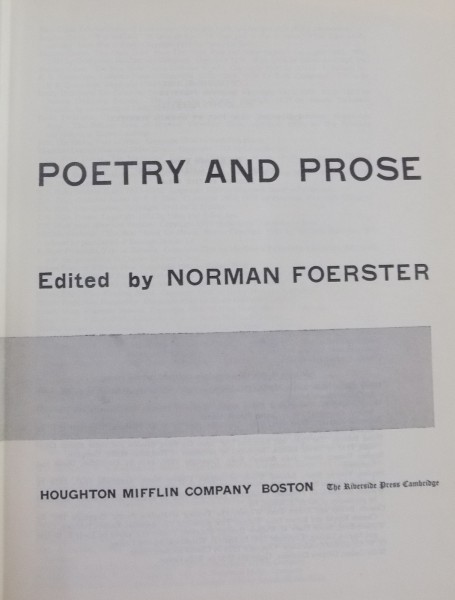 POETRY AND PROSE
Edited by NORMAN FOERSTER
HOUGHTON MIFFLIN COMPANY BOSTON The Riverside Press Cambridge